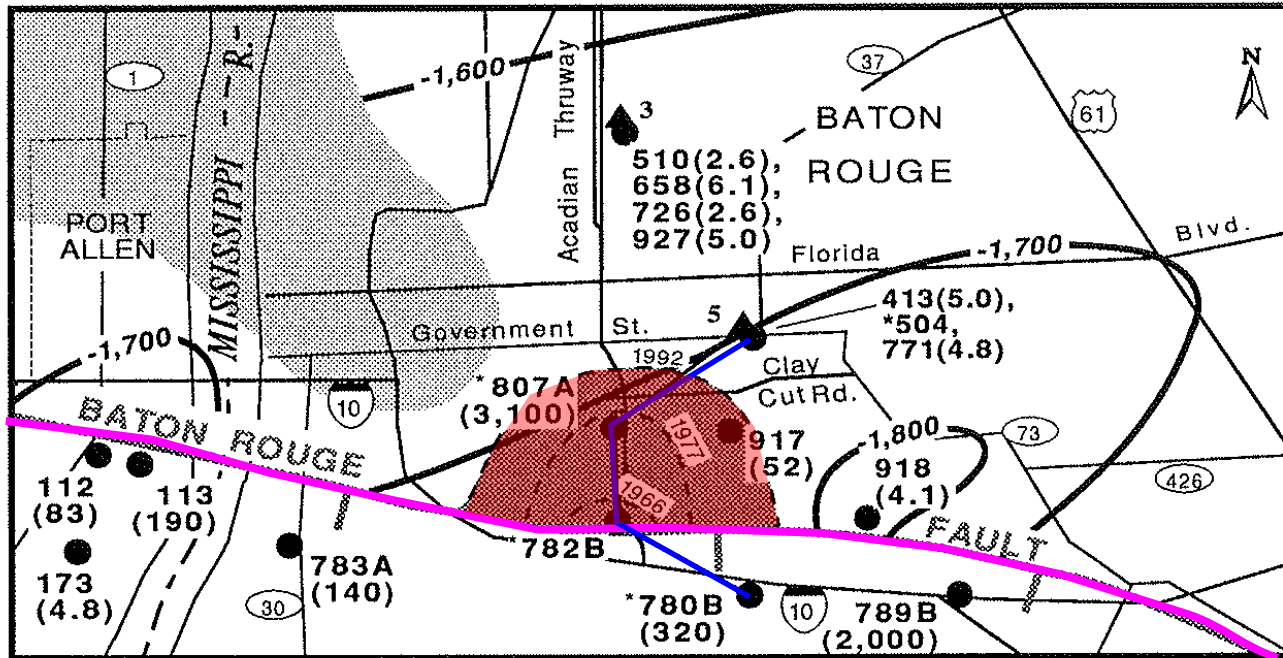 -1,600
1
MISSISSIPPI
R.
Acadian Thruway
3
37
BATON
ROUGE
61
N
510(2.6),
658(6.1),
726(2.6),
927(5.0)
PORT
ALLEN
Florida
-1,700
Blvd.
Government St.
5
413(5.0),
*504,
771(4.8)
-1,700
1992
Clay
Cut Rd.
10
*807A
(3,100)
1977
917
(52)
-1,800
73
918
(4.1)
426
BATON ROUGE
FAULT
112
(83)
113
(190)
1966
*782B
173
(4.8)
783A
(140)
30
*780B
(320)
10
789B
(2,000)